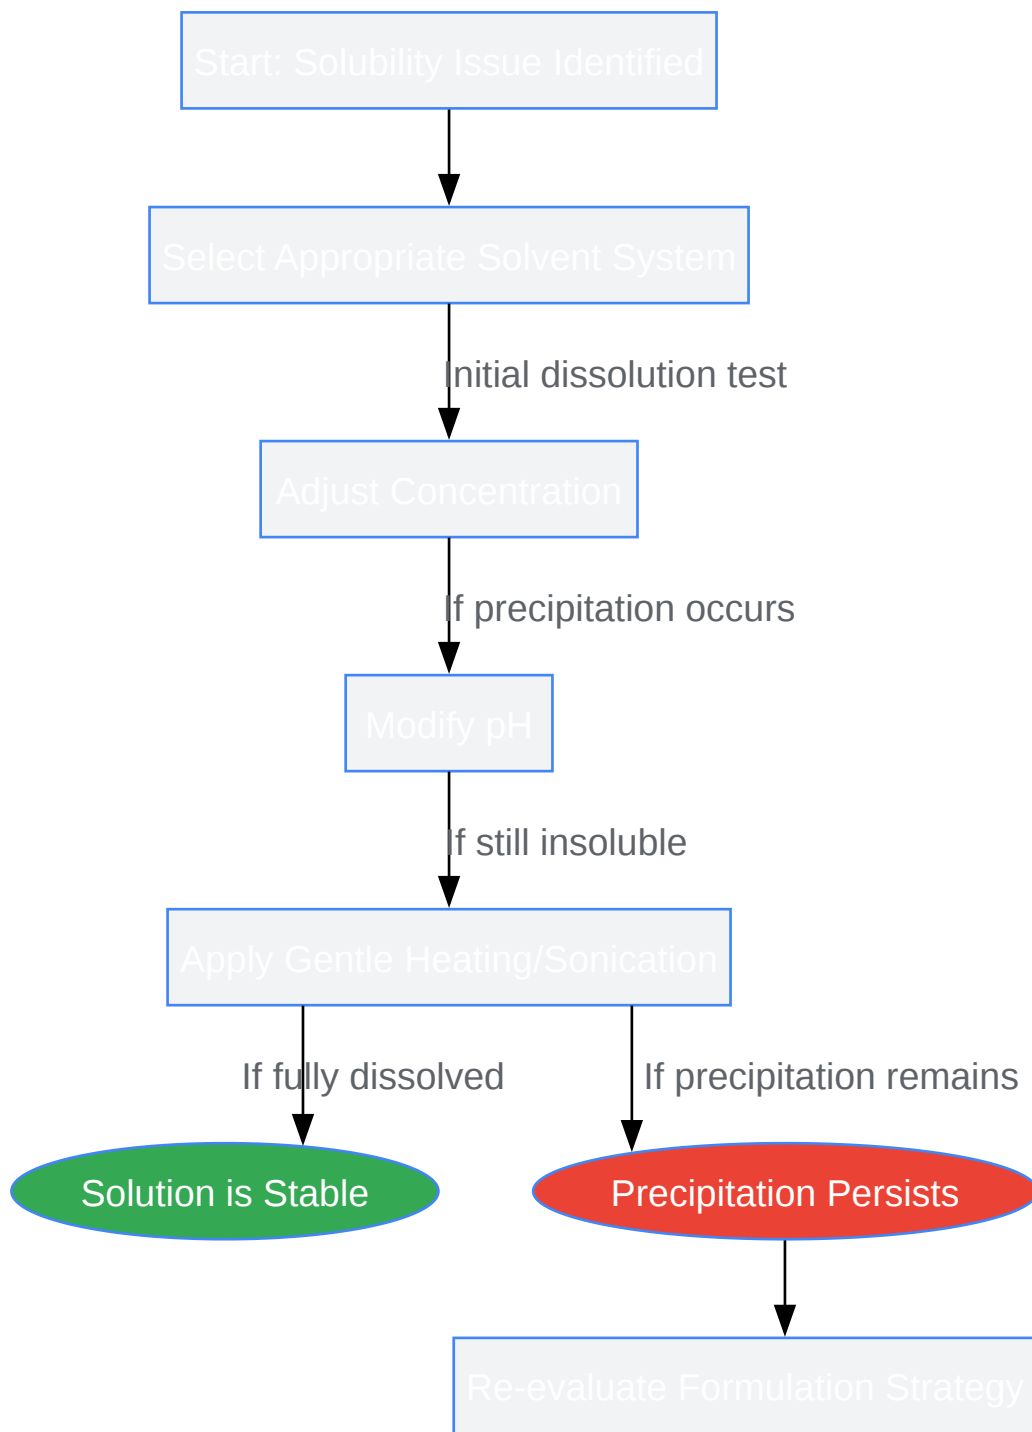 Start: Solubility Issue Identified
Select Appropriate Solvent System
Initial dissolution test
Adjust Concentration
If precipitation occurs
Modify pH
If still insoluble
Apply Gentle Heating/Sonication
If fully dissolved
If precipitation remains
Solution is Stable
Precipitation Persists
Re-evaluate Formulation Strategy